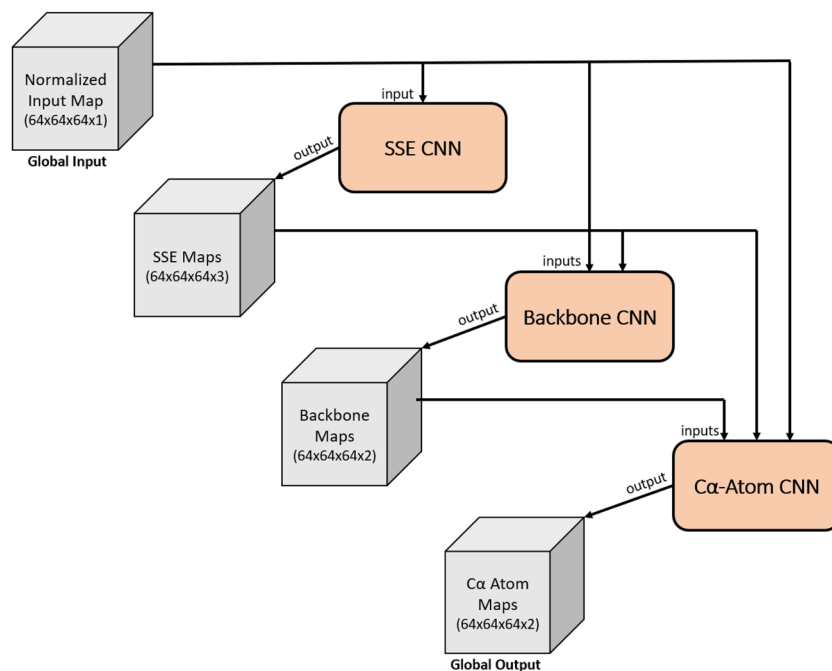 Normalized
Input Map
(64x64x64x1)
Global Input
input
SSE CNN
output
SSE Maps
(64x64x64x3)
inputs
Backbone CNN
output
Backbone
Maps
(64x64x64x2)
inputs
Cα-Atom CNN
output
Cα Atom
Maps
(64x64x64x2)
Global Output